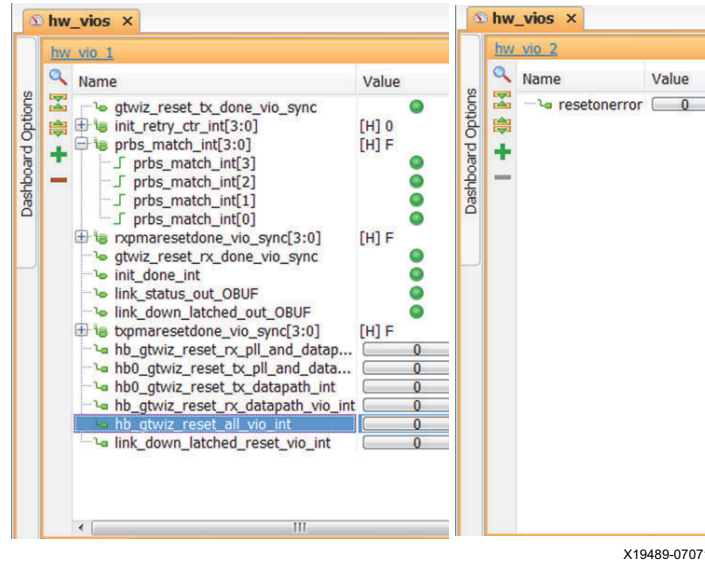 hw_vios ×
hw_vio_1
Dashboard Options
Name Value
gtwiz_reset_tx_done_vio_sync
init_retry_ctr_int[3:0] [H] 0
prbs_match_int[3:0] [H] F
prbs_match_int[3]
prbs_match_int[2]
prbs_match_int[1]
prbs_match_int[0]
rxpmaresetdone_vio_sync[3:0] [H] F
gtwiz_reset_rx_done_vio_sync
init_done_int
link_status_out_OBUF
link_down_latched_out_OBUF
txpmaresetdone_vio_sync[3:0] [H] F
hb_gtwiz_reset_rx_pll_and_datap... 0
hb0_gtwiz_reset_tx_pll_and_data... 0
hb0_gtwiz_reset_tx_datapath_int 0
hb_gtwiz_reset_rx_datapath_vio_int 0
hb_gtwiz_reset_all_vio_int 0
link_down_latched_reset_vio_int 0
hw_vios ×
hw_vio_2
Dashboard Options
Name Value
resetonerror 0
X19489-0707